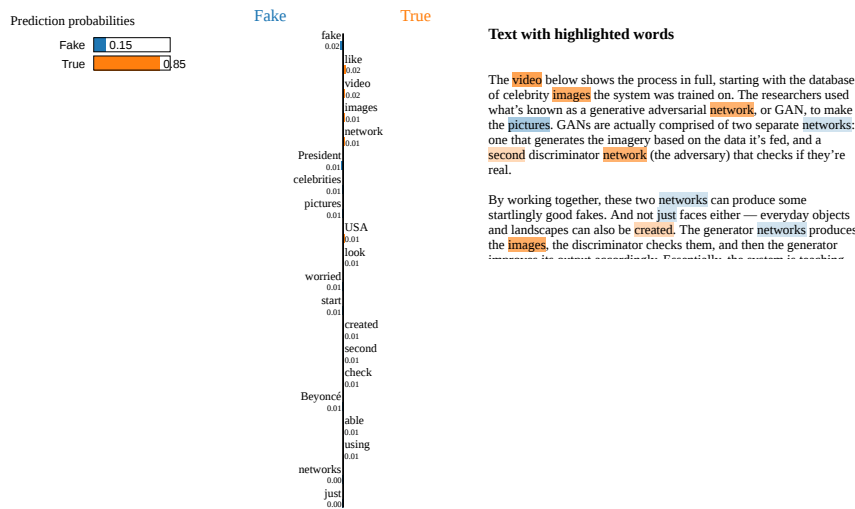 Prediction probabilities
Fake 0.15
True 0.85
Fake True
fake
0.02
like
0.02
video
0.02
images
0.01
network
0.01
President
0.01
celebrities
0.01
pictures
0.01
USA
0.01
look
0.01
worried
0.01
start
0.01
created
0.01
second
0.01
check
0.01
Beyoncé
0.01
able
0.01
using
0.01
networks
0.00
just
0.00
Text with highlighted words
The video below shows the process in full, starting with the database
of celebrity images the system was trained on. The researchers used
what’s known as a generative adversarial network, or GAN, to make
the pictures. GANs are actually comprised of two separate networks:
one that generates the imagery based on the data it’s fed, and a
second discriminator network (the adversary) that checks if they’re
real.
By working together, these two networks can produce some
startlingly good fakes. And not just faces either — everyday objects
and landscapes can also be created. The generator networks produces
the images, the discriminator checks them, and then the generator
improves its output accordingly. Essentially, the system is teaching